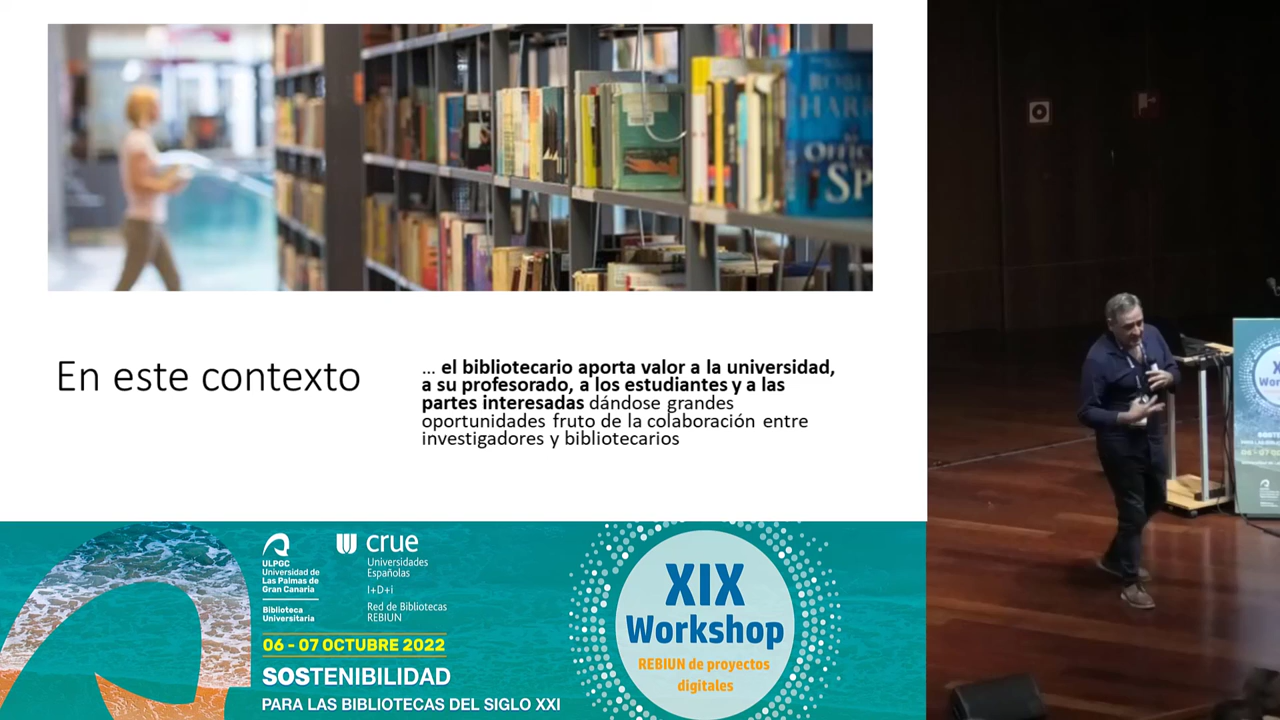 En este contexto
... el bibliotecario aporta valor a la universidad,
a su profesorado, a los estudiantes y a las
partes interesadas dándose grandes
oportunidades fruto de la colaboración entre
investigadores y bibliotecarios
ULPGC
Universidad de
Las Palmas de
Gran Canaria
Biblioteca
Universitaria
crue
Universidades
Españolas
I+D+i
Red de Bibliotecas
REBIUN
06 - 07 OCTUBRE 2022
SOSTENIBILIDAD
PARA LAS BIBLIOTECAS DEL SIGLO XXI
XIX
Workshop
REBIUN de proyectos
digitales